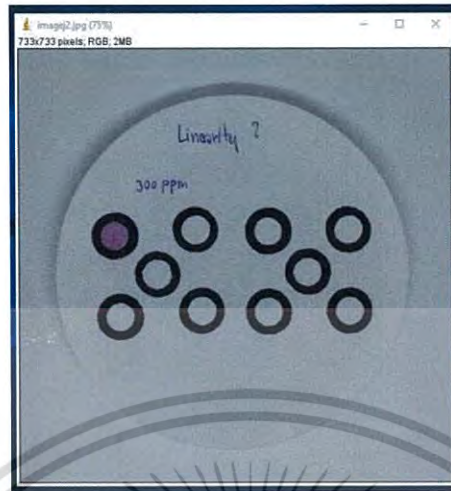 imagej2.jpg (75%)
733x733 pixels; RGB; 2MB
Linearity 2
300 ppm